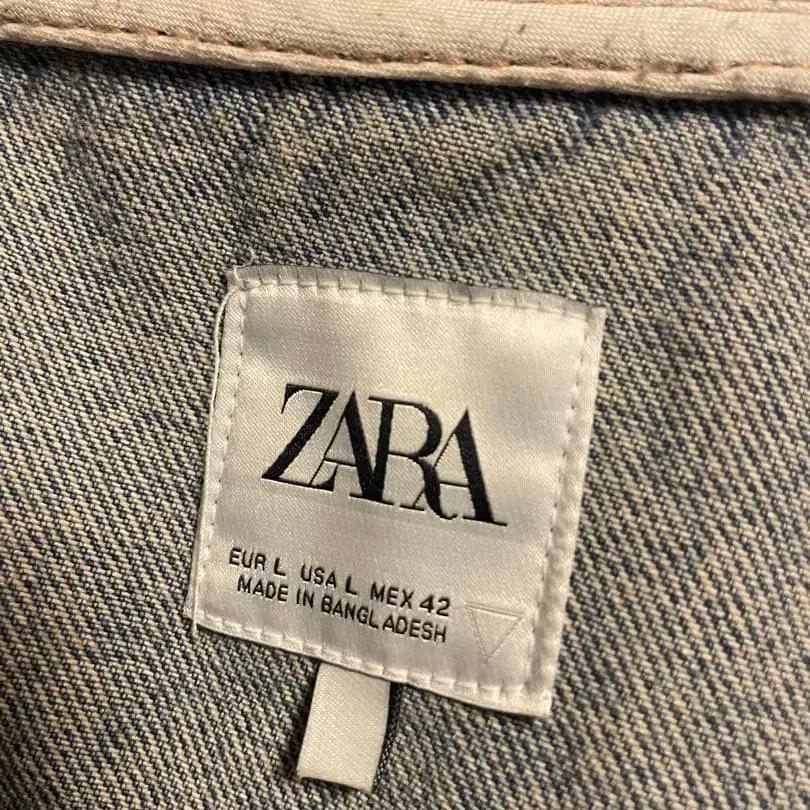 ZARA
EUR L USA L MEX 42
MADE IN BANGLADESH